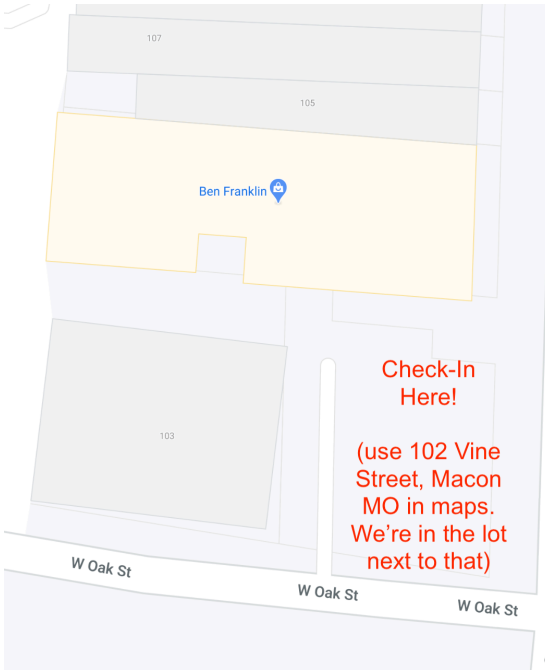 107
105
Ben Franklin
Check-In
Here!
(use 102 Vine
Street, Macon
MO in maps.
We're in the lot
next to that)
103
W Oak St
W Oak St
W Oak St